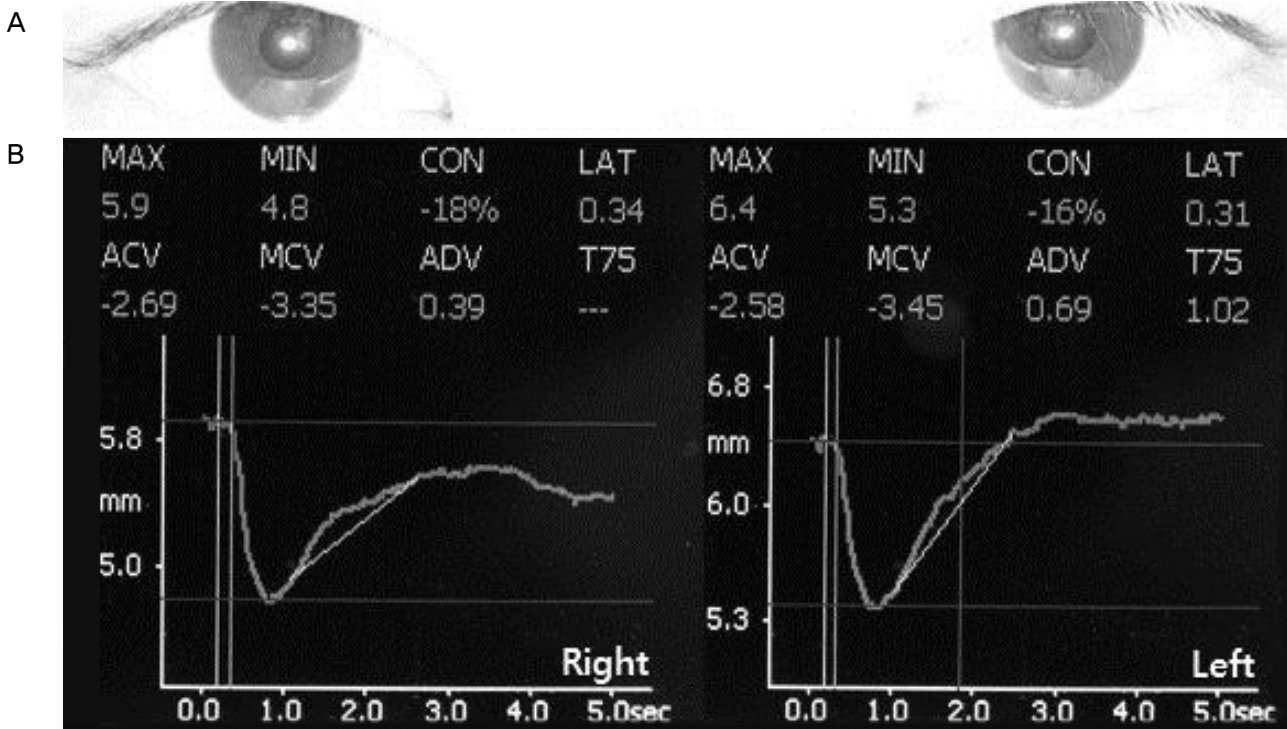 A
B
MAX MIN CON LAT
5.9 4.8 -18% 0.34
ACV MCV ADV T75
-2.69 -3.35 0.39 ---
5.8
mm
5.0
Right
0.0 1.0 2.0 3.0 4.0 5.0sec
MAX MIN CON LAT
6.4 5.3 -16% 0.31
ACV MCV ADV T75
-2.58 -3.45 0.69 1.02
6.8
mm
6.0
5.3
Left
0.0 1.0 2.0 3.0 4.0 5.0sec